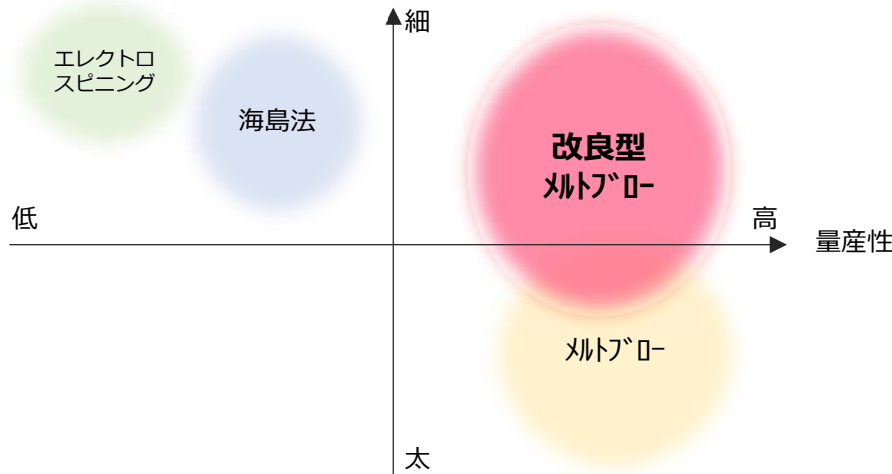 細
エレクトロ
スピニング
海島法
改良型
ﾒﾙﾄﾌﾞﾛｰ
低
高
量産性
ﾒﾙﾄﾌﾞﾛｰ
太